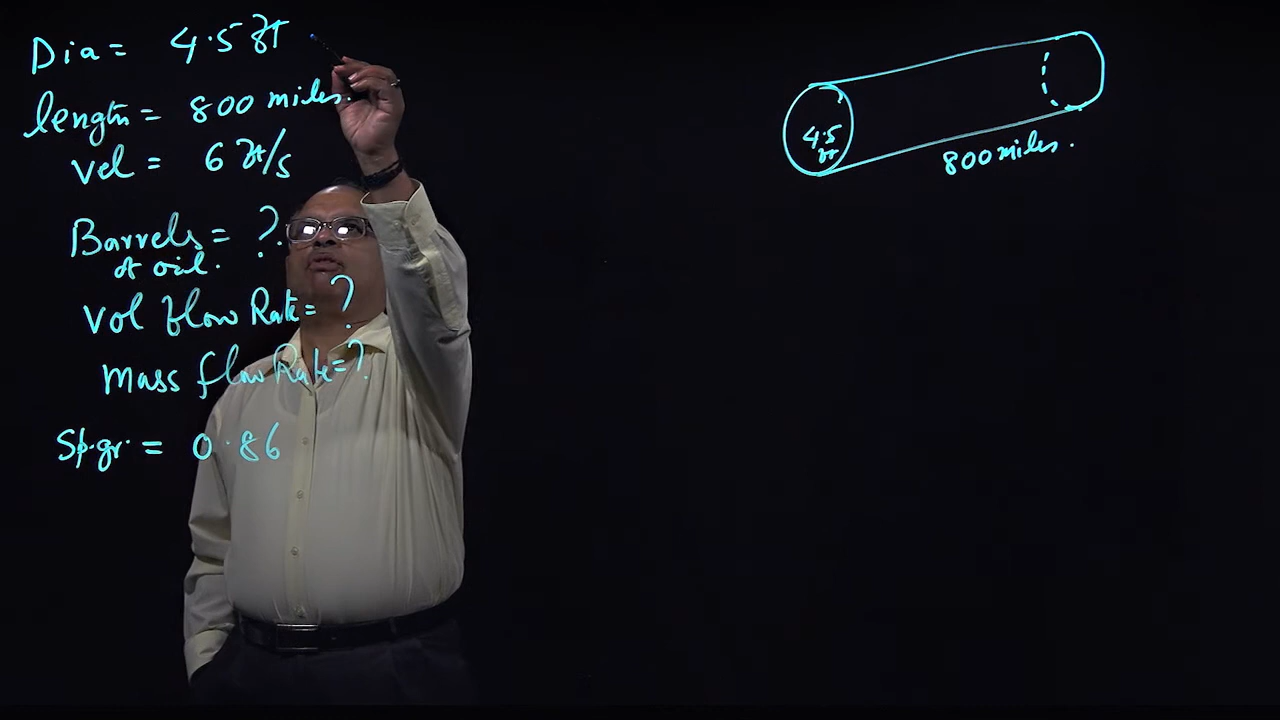 Dia = 4.5 ft
length = 800 miles.
vel = 6 ft/s
Barrels = ?
of oil.
Vol flow Rate = ?
Mass flow Rate = ?
Sp.gr. = 0.86
4.5
ft
800 miles.